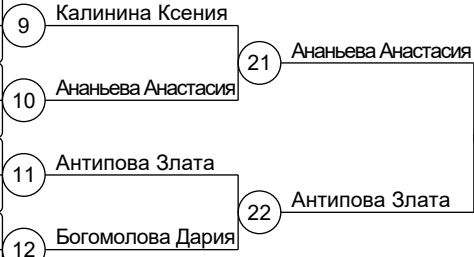 9 Калинина Ксения
21 Ананьева Анастасия
10 Ананьева Анастасия
11 Антипова Злата
22 Антипова Злата
12 Богомолова Дария